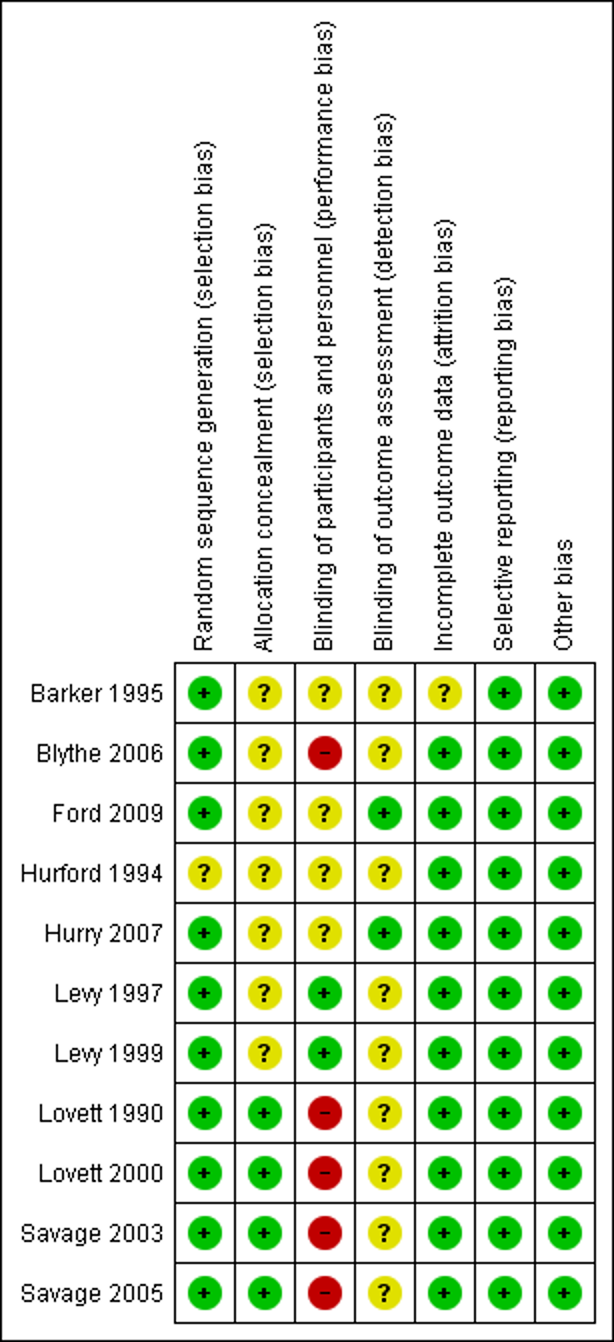 Random sequence generation (selection bias)
Allocation concealment (selection bias)
Blinding of participants and personnel (performance bias)
Blinding of outcome assessment (detection bias)
Incomplete outcome data (attrition bias)
Selective reporting (reporting bias)
Other bias
Barker 1995 + ? ? ? ? + +
Blythe 2006 + ? - ? + + +
Ford 2009 + ? ? + + + +
Hurford 1994 ? ? ? ? + + +
Hurry 2007 + ? ? + + + +
Levy 1997 + ? + ? + + +
Levy 1999 + ? + ? + + +
Lovett 1990 + + - ? + + +
Lovett 2000 + + - ? + + +
Savage 2003 + + - ? + + +
Savage 2005 + + - ? + + +